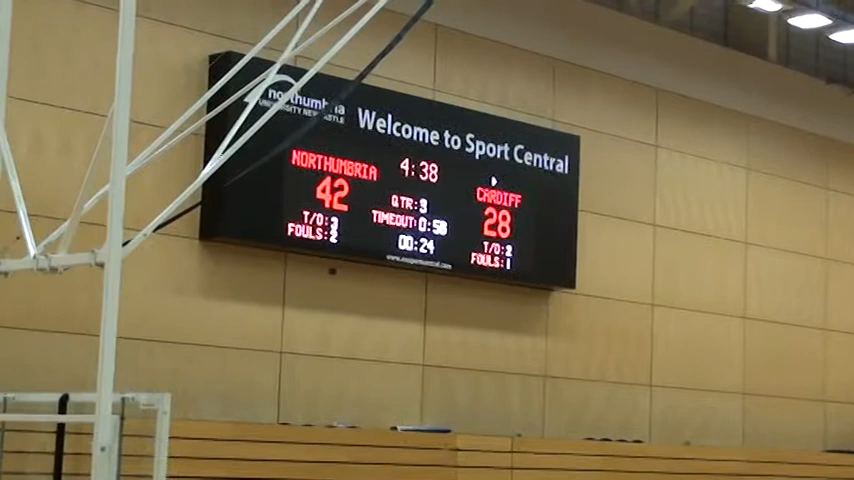 northumbria
UNIVERSITY NEWCASTLE
Welcome to Sport Central
NORTHUMBRIA 4:38 CARDIFF
42 QTR:3 28
T/O:3 TIMEOUT 0:58 T/O:2
FOULS:2 00:24 FOULS:1